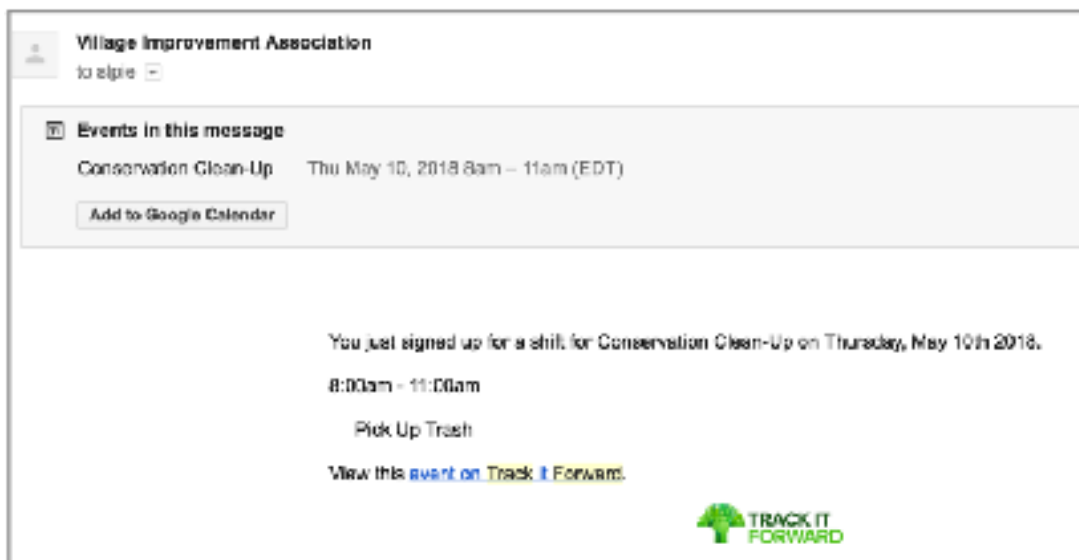 Village Improvement Association
to alpie
Events in this message
Conservation Clean-Up Thu May 10, 2018 8am – 11am (EDT)
Add to Google Calendar
You just signed up for a shift for Conservation Clean-Up on Thursday, May 10th 2018.
8:00am - 11:00am
Pick Up Trash
View this event on Track It Forward.
TRACK IT
FORWARD